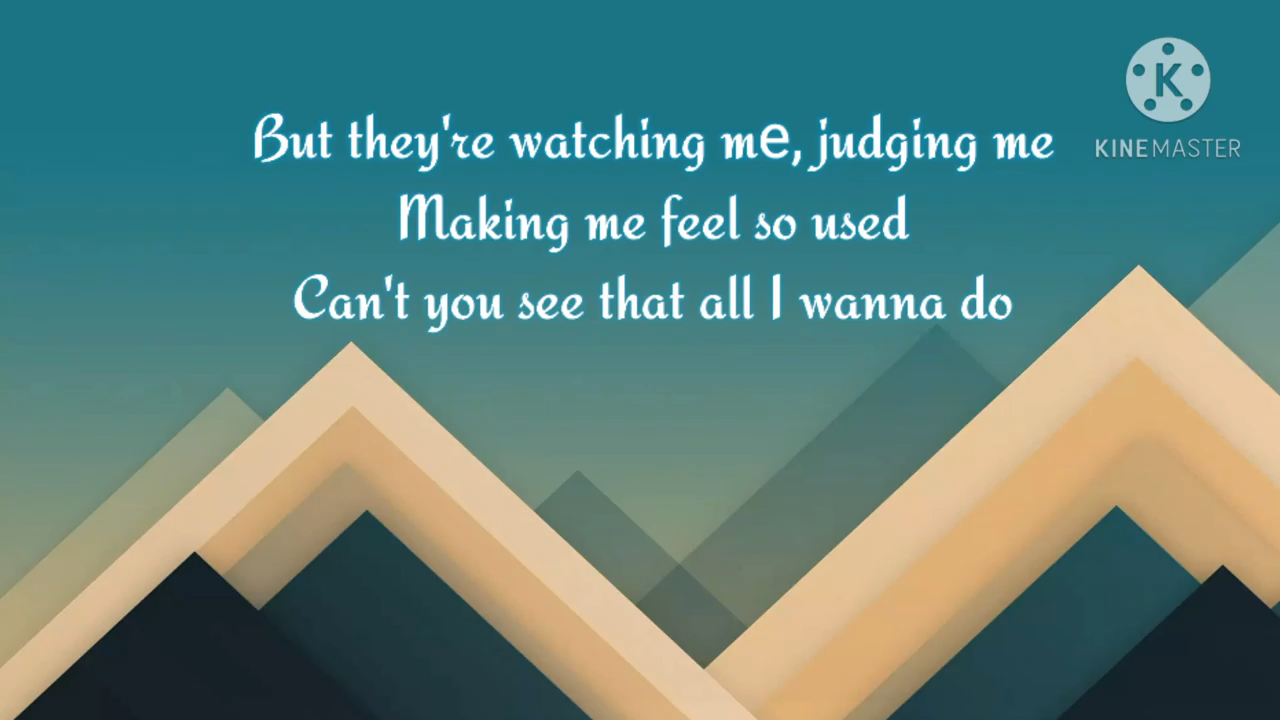 But they're watching me, judging me
Making me feel so used
Can't you see that all I wanna do
K
KINEMASTER